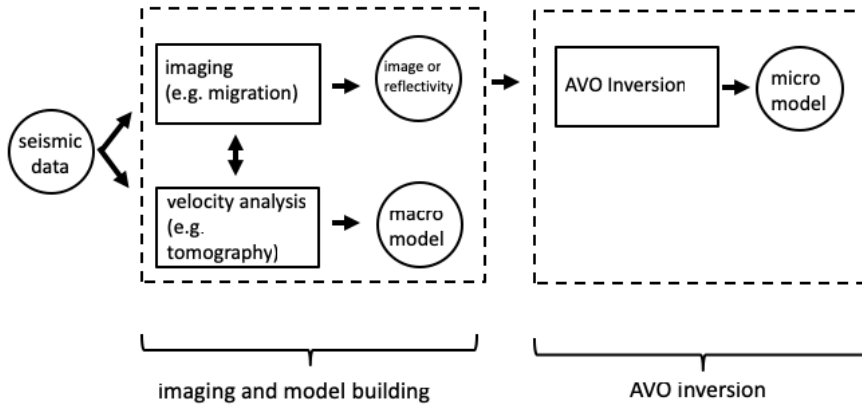 seismic
data
imaging
(e.g. migration)
image or
reflectivity
velocity analysis
(e.g.
tomography)
macro
model
AVO Inversion
micro
model
imaging and model building
AVO inversion